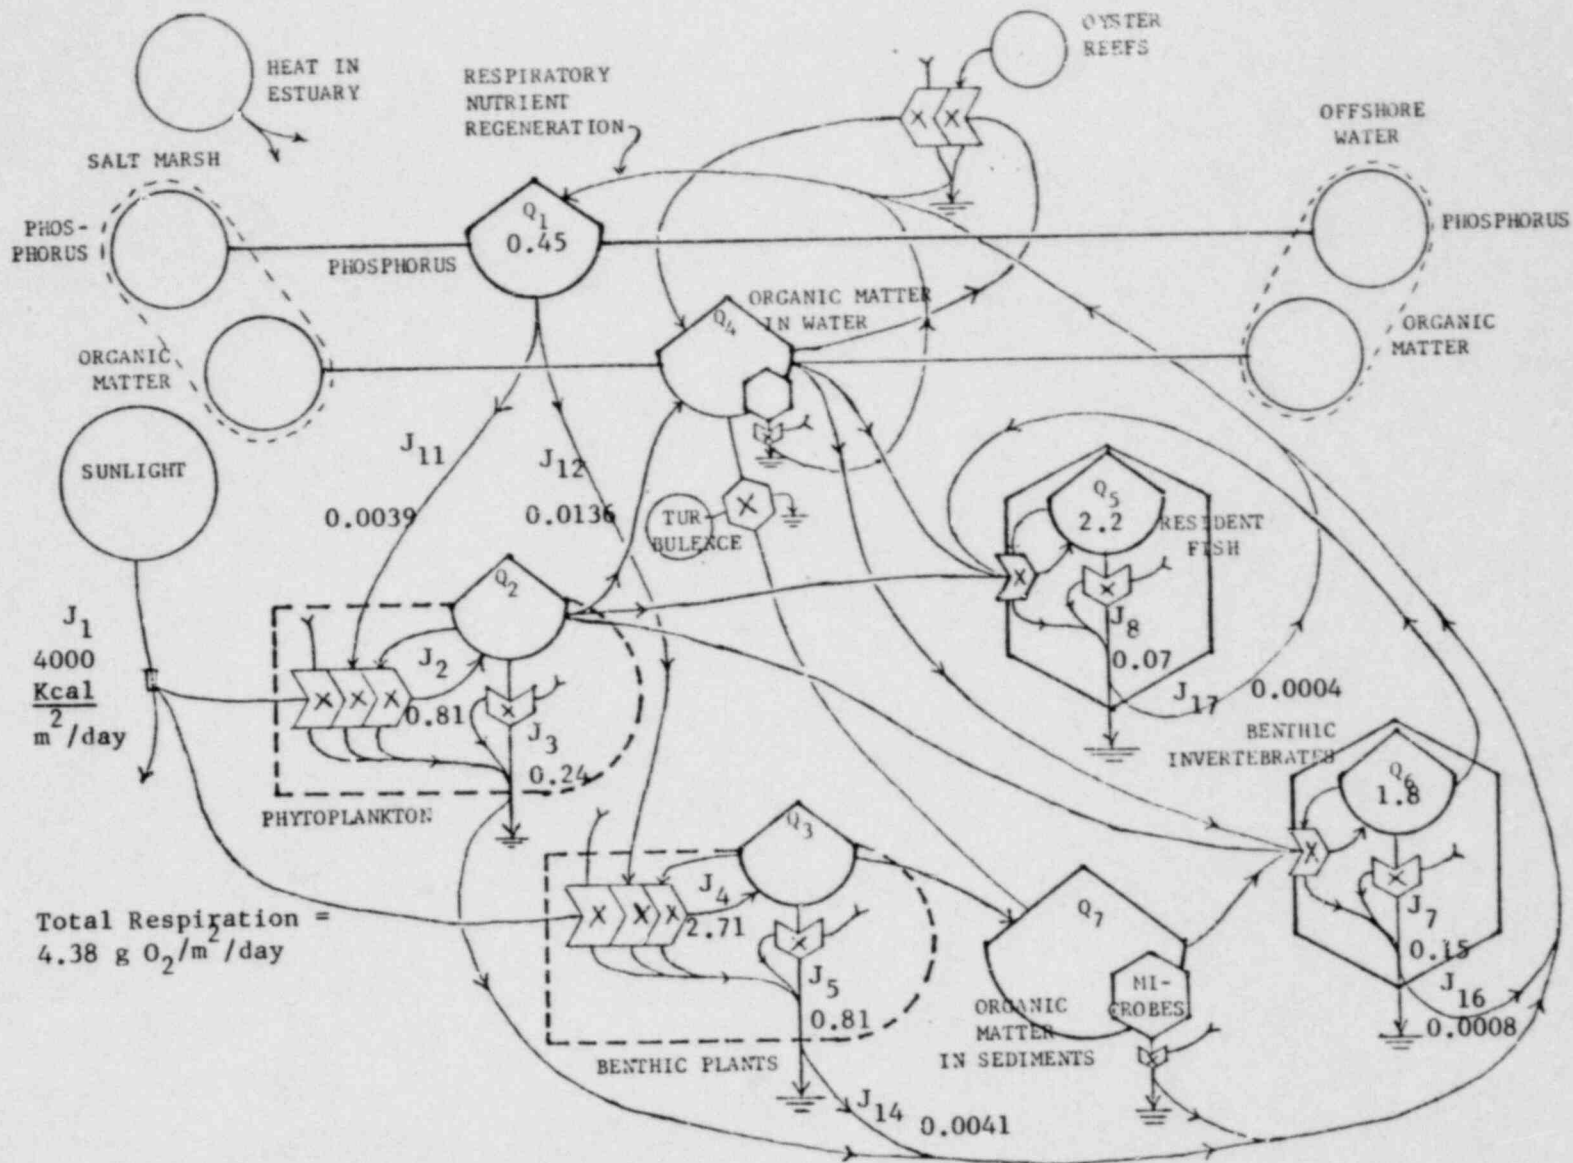 HEAT IN
ESTUARY
RESPIRATORY
NUTRIENT
REGENERATION
OYSTER
REEFS
OFFSHORE
WATER
SALT MARSH
PHOS-
PHORUS
PHOSPHORUS
Q1
0.45
PHOSPHORUS
ORGANIC MATTER
IN WATER
Q4
ORGANIC
MATTER
ORGANIC
MATTER
SUNLIGHT
J11
0.0039
J12
0.0136
TUR
BULENCE
X
X X
Q5
2.2
RESIDENT
FISH
X
X
J8
0.07
J17
0.0004
J1
4000
Kcal
m2/day
Q2
J2
0.81
X X X
X
J3
0.24
PHYTOPLANKTON
BENTHIC
INVERTEBRATES
Q6
1.8
X
X
J7
0.15
J16
0.0008
Q3
J4
2.71
X X X
X
J5
0.81
BENTHIC PLANTS
J14
0.0041
Q7
MI-
CROBES
ORGANIC
MATTER
IN SEDIMENTS
X
Total Respiration =
4.38 g O2/m2/day